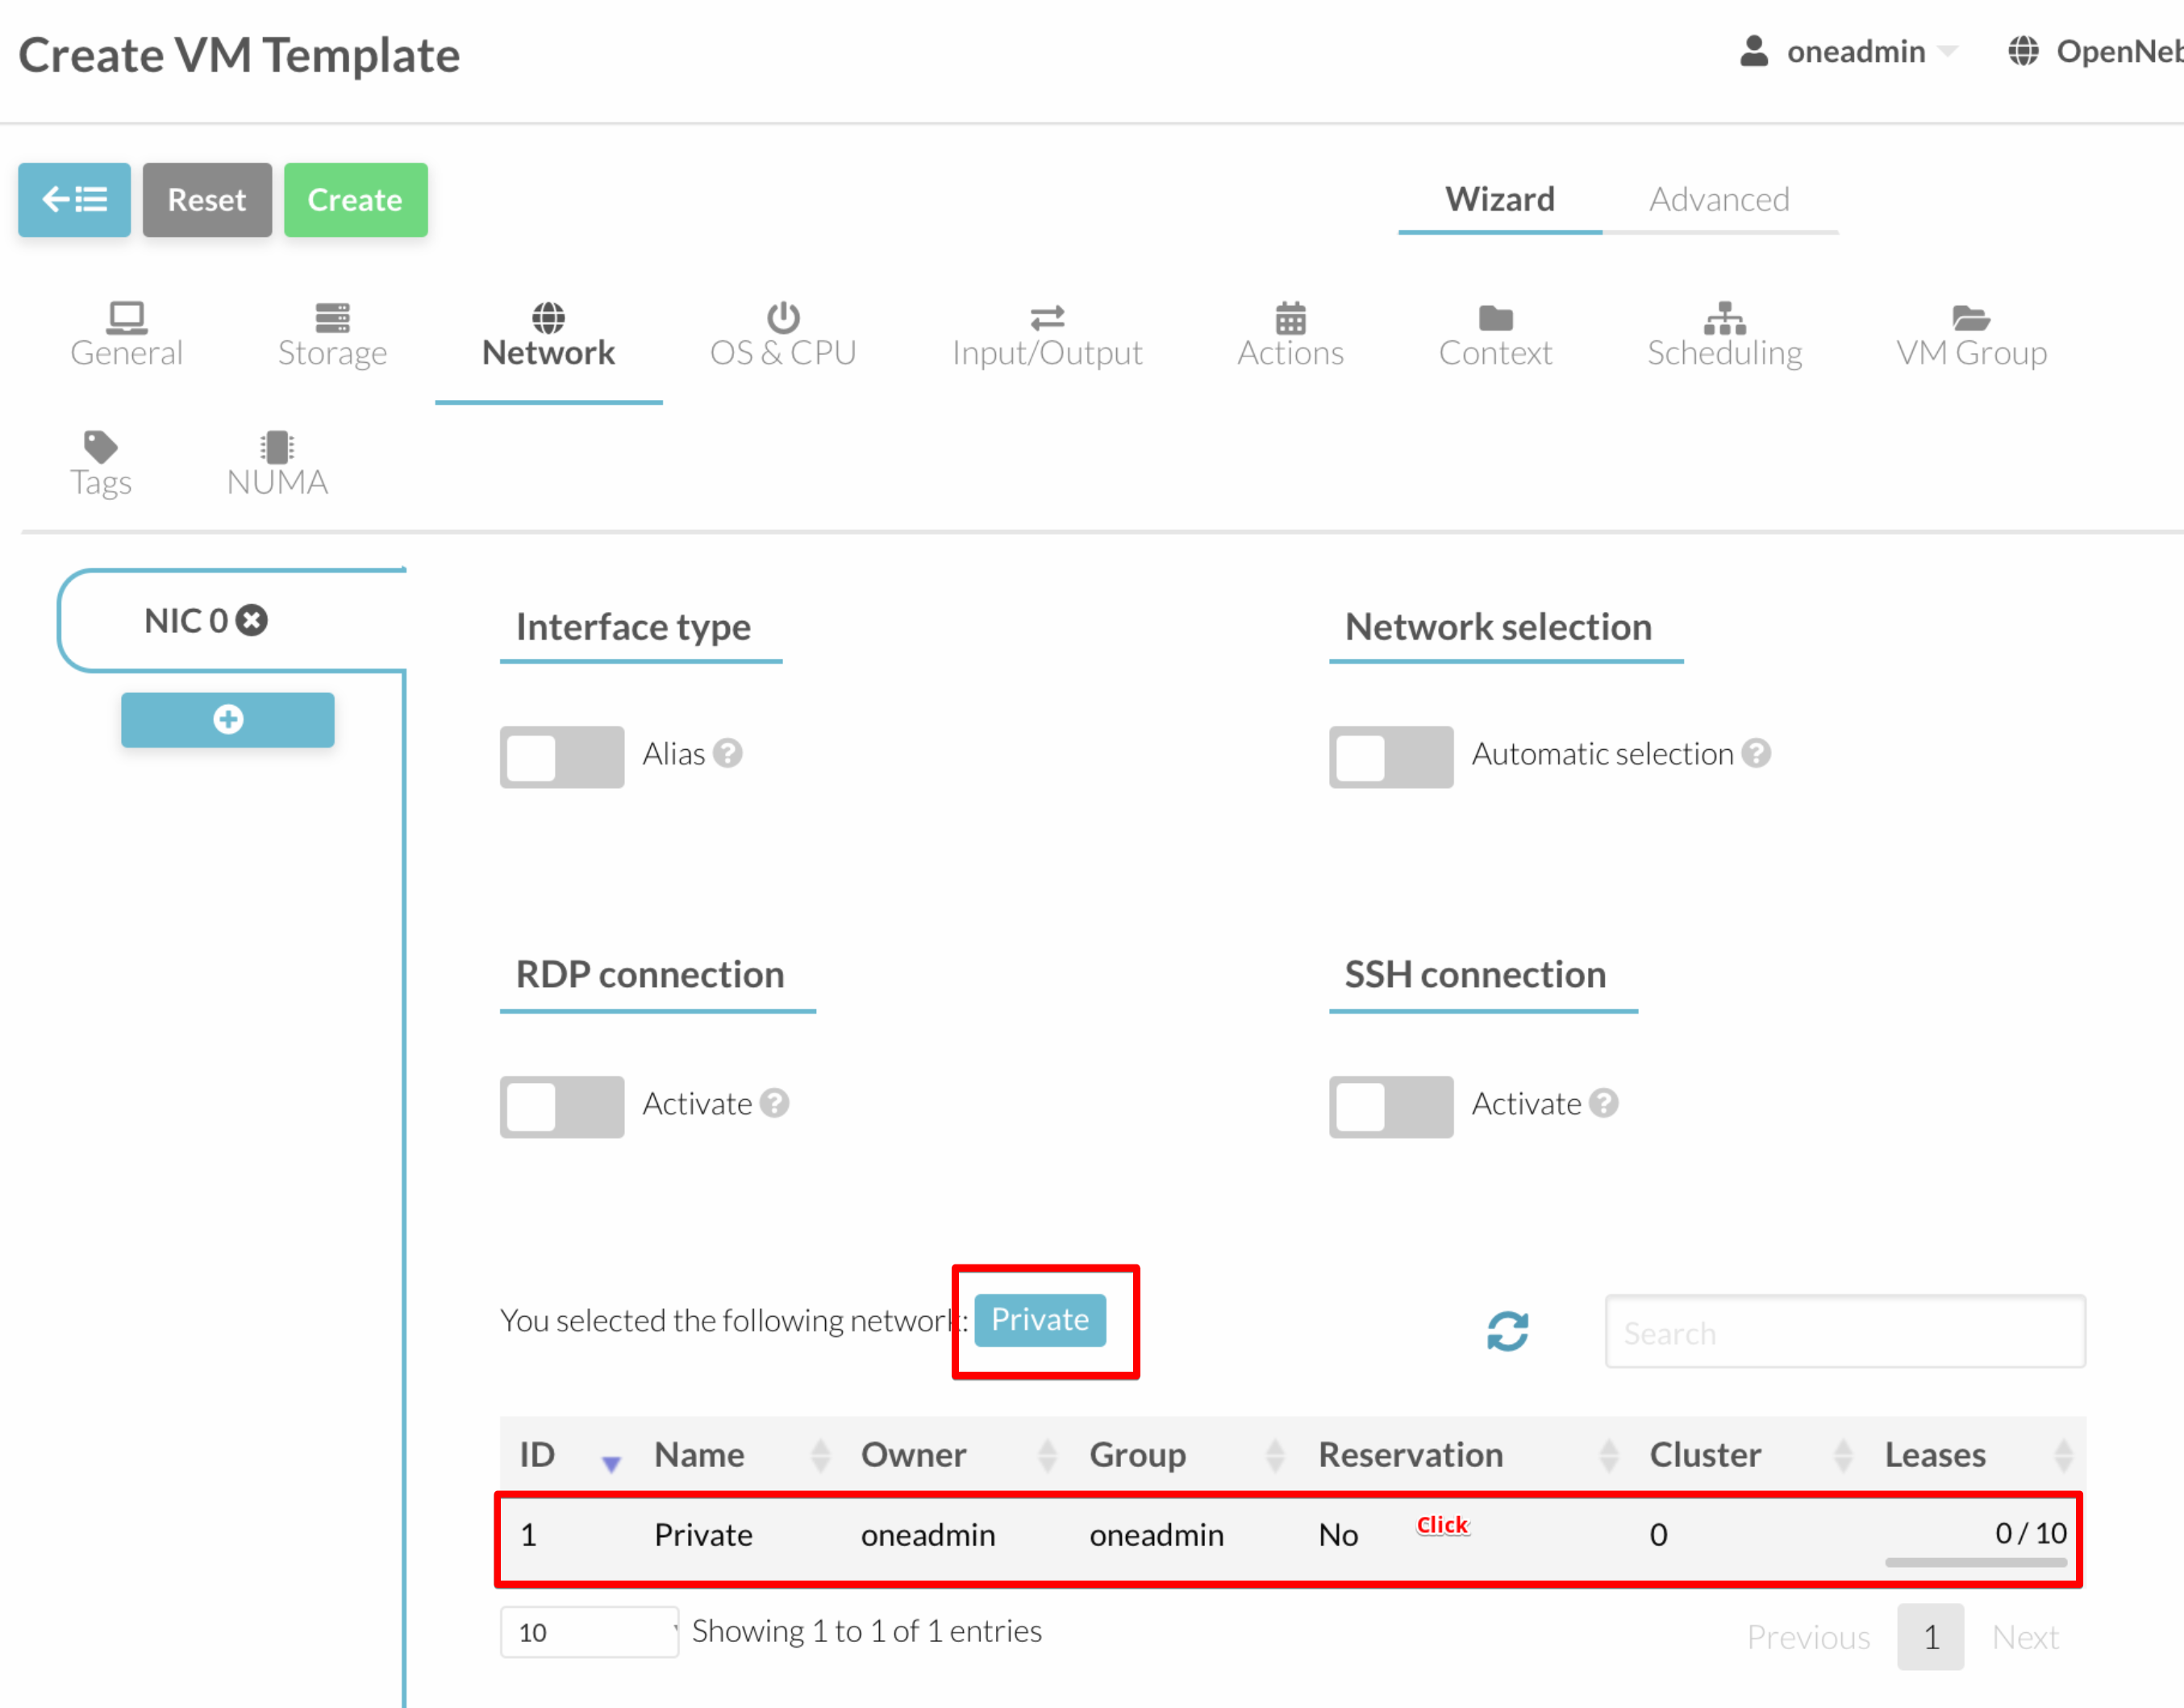 Create VM Template
oneadmin
OpenNeb
Reset
Create
Wizard
Advanced
General
Storage
Network
OS & CPU
Input/Output
Actions
Context
Scheduling
VM Group
Tags
NUMA
NIC 0
Interface type
Network selection
Alias
Automatic selection
RDP connection
SSH connection
Activate
Activate
You selected the following network: Private
Search
ID Name Owner Group Reservation Cluster Leases
1 Private oneadmin oneadmin No Click 0 0 / 10
10 Showing 1 to 1 of 1 entries
Previous 1 Next